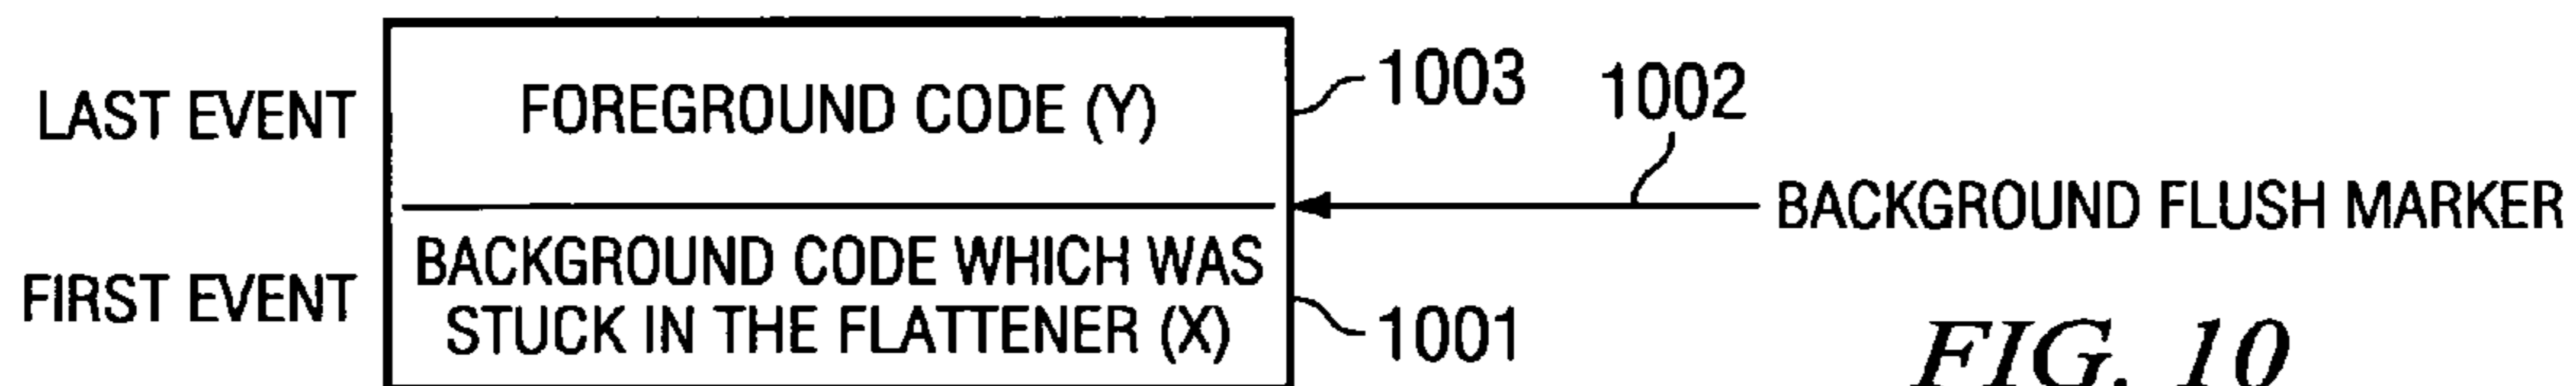 LAST EVENT
FOREGROUND CODE (Y)
1003
1002
BACKGROUND FLUSH MARKER
FIRST EVENT
BACKGROUND CODE WHICH WAS
STUCK IN THE FLATTENER (X)
1001
FIG. 10